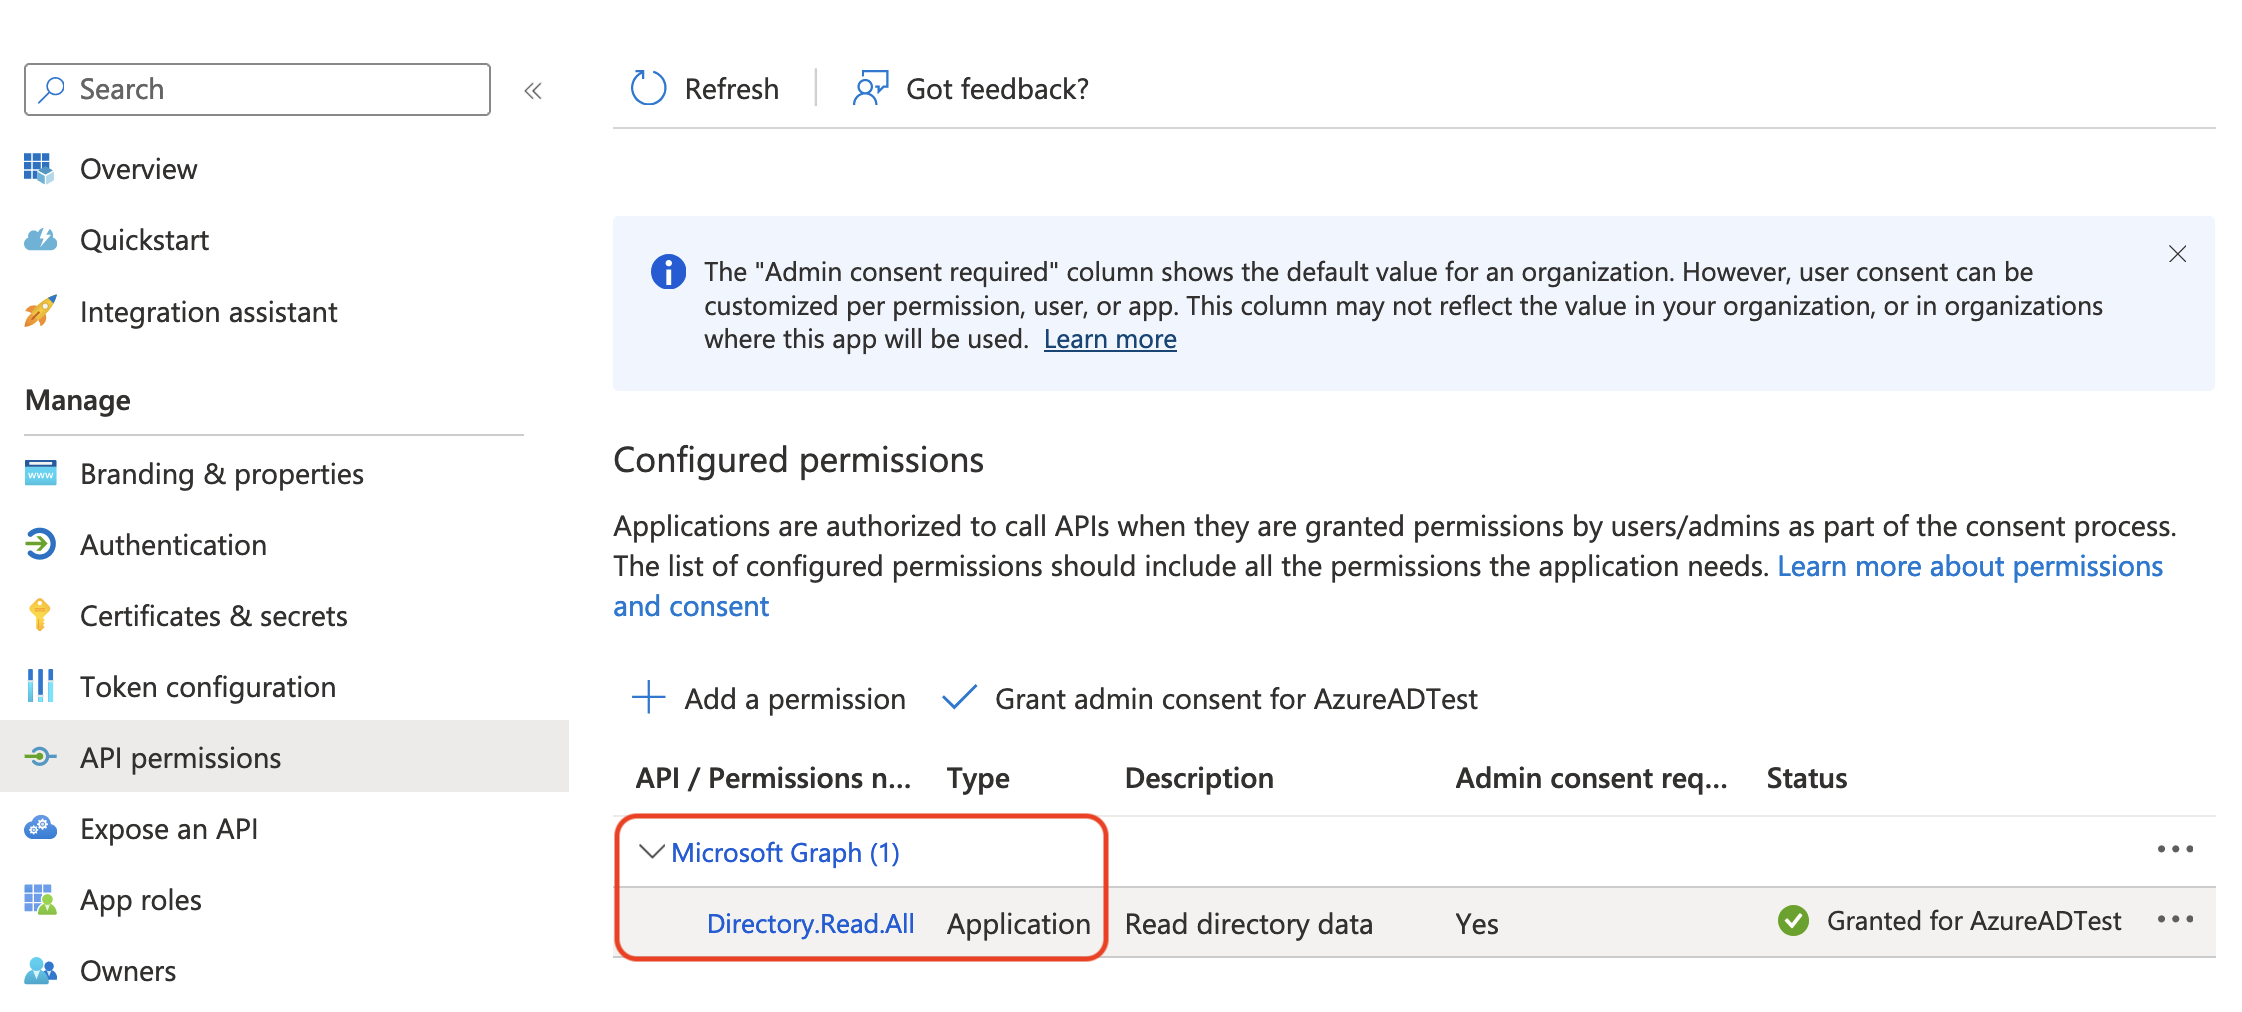 Search
«
Refresh
Got feedback?
Overview
Quickstart
Integration assistant
Manage
Branding & properties
Authentication
Certificates & secrets
Token configuration
API permissions
Expose an API
App roles
Owners
The "Admin consent required" column shows the default value for an organization. However, user consent can be
customized per permission, user, or app. This column may not reflect the value in your organization, or in organizations
where this app will be used. Learn more
Configured permissions
Applications are authorized to call APIs when they are granted permissions by users/admins as part of the consent process.
The list of configured permissions should include all the permissions the application needs. Learn more about permissions
and consent
Add a permission
Grant admin consent for AzureADTest
API / Permissions n... Type Description Admin consent req... Status
Microsoft Graph (1)
Directory.Read.All Application Read directory data Yes Granted for AzureADTest